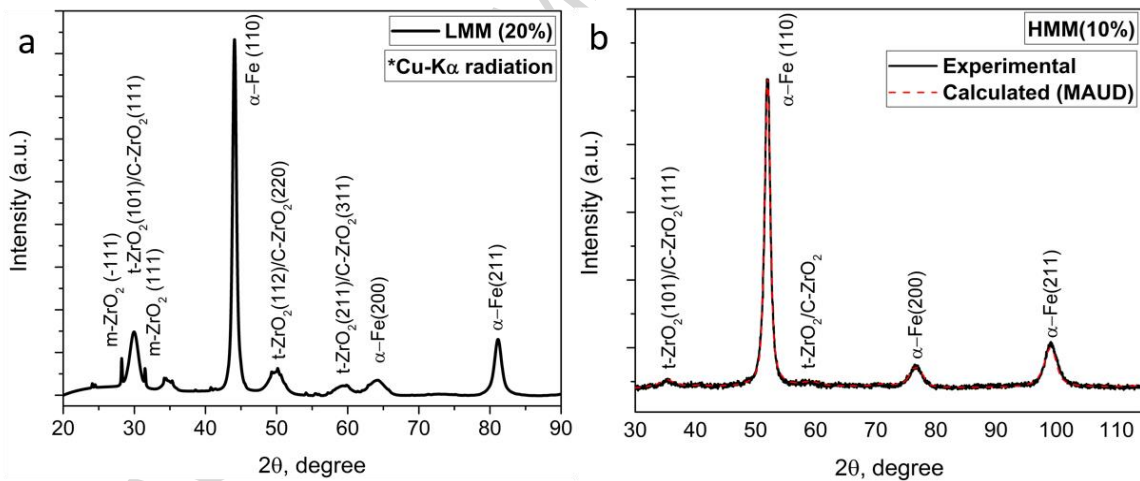 a
LMM (20%)
*Cu-Kα radiation
m-ZrO2 (-111)
t-ZrO2(101)/C-ZrO2(111)
m-ZrO2 (111)
α-Fe (110)
t-ZrO2(112)/C-ZrO2(220)
t-ZrO2(211)/C-ZrO2(311)
α-Fe(200)
α-Fe(211)
Intensity (a.u.)
20 30 40 50 60 70 80 90
2θ, degree
b
HMM(10%)
Experimental
Calculated (MAUD)
t-ZrO2(101)/C-ZrO2(111)
α-Fe (110)
t-ZrO2/C-ZrO2
α-Fe(200)
α-Fe(211)
Intensity (a.u.)
30 40 50 60 70 80 90 100 110
2θ, degree